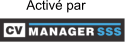 Activé par
CV MANAGER SSS